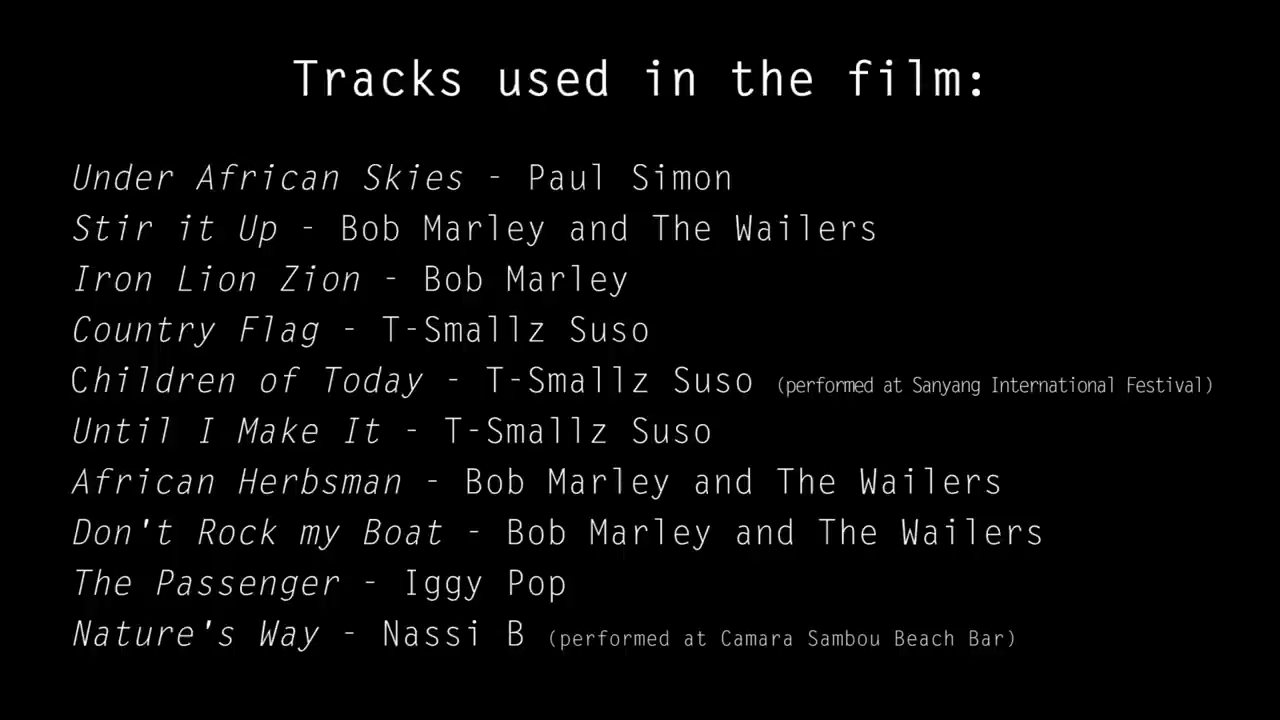 Tracks used in the film:
Under African Skies - Paul Simon
Stir it Up - Bob Marley and The Wailers
Iron Lion Zion - Bob Marley
Country Flag - T-Smallz Suso
Children of Today - T-Smallz Suso (performed at Sanyang International Festival)
Until I Make It - T-Smallz Suso
African Herbsman - Bob Marley and The Wailers
Don't Rock my Boat - Bob Marley and The Wailers
The Passenger - Iggy Pop
Nature's Way - Nassi B (performed at Camara Sambou Beach Bar)